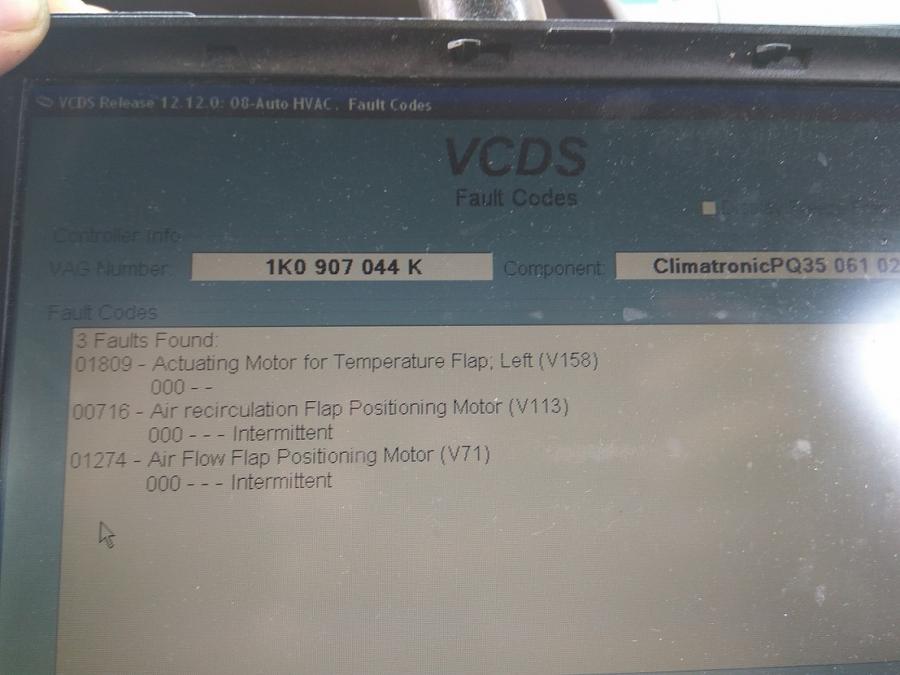 VCDS Release 12.12.0: 08-Auto HVAC, Fault Codes
VCDS
Fault Codes
Controller Info
VAG Number: 1K0 907 044 K Component: ClimatronicPQ35 061 02
Fault Codes
3 Faults Found:
01809 - Actuating Motor for Temperature Flap; Left (V158)
000 - -
00716 - Air recirculation Flap Positioning Motor (V113)
000 - - - Intermittent
01274 - Air Flow Flap Positioning Motor (V71)
000 - - - Intermittent